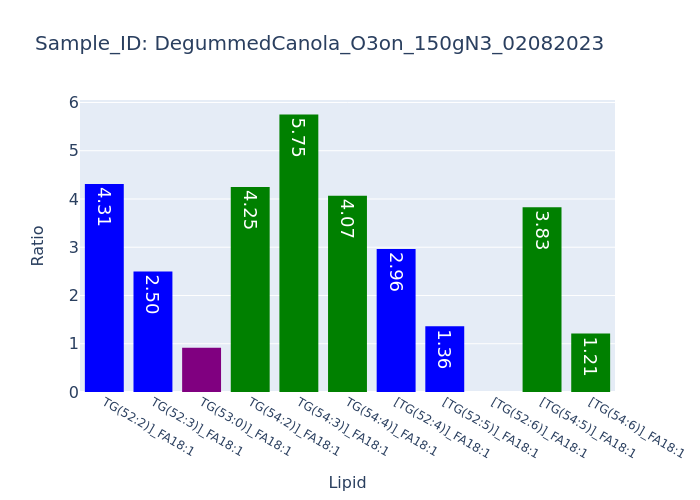 Sample_ID: DegummedCanola_O3on_150gN3_02082023
Ratio
6
5
4
3
2
1
0
4.31
2.50
4.25
5.75
4.07
2.96
1.36
3.83
1.21
TG(52:2)]_FA18:1
TG(52:3)]_FA18:1
TG(53:0)]_FA18:1
TG(54:2)]_FA18:1
TG(54:3)]_FA18:1
TG(54:4)]_FA18:1
[TG(52:4)]_FA18:1
[TG(52:5)]_FA18:1
[TG(52:6)]_FA18:1
[TG(54:5)]_FA18:1
[TG(54:6)]_FA18:1
Lipid